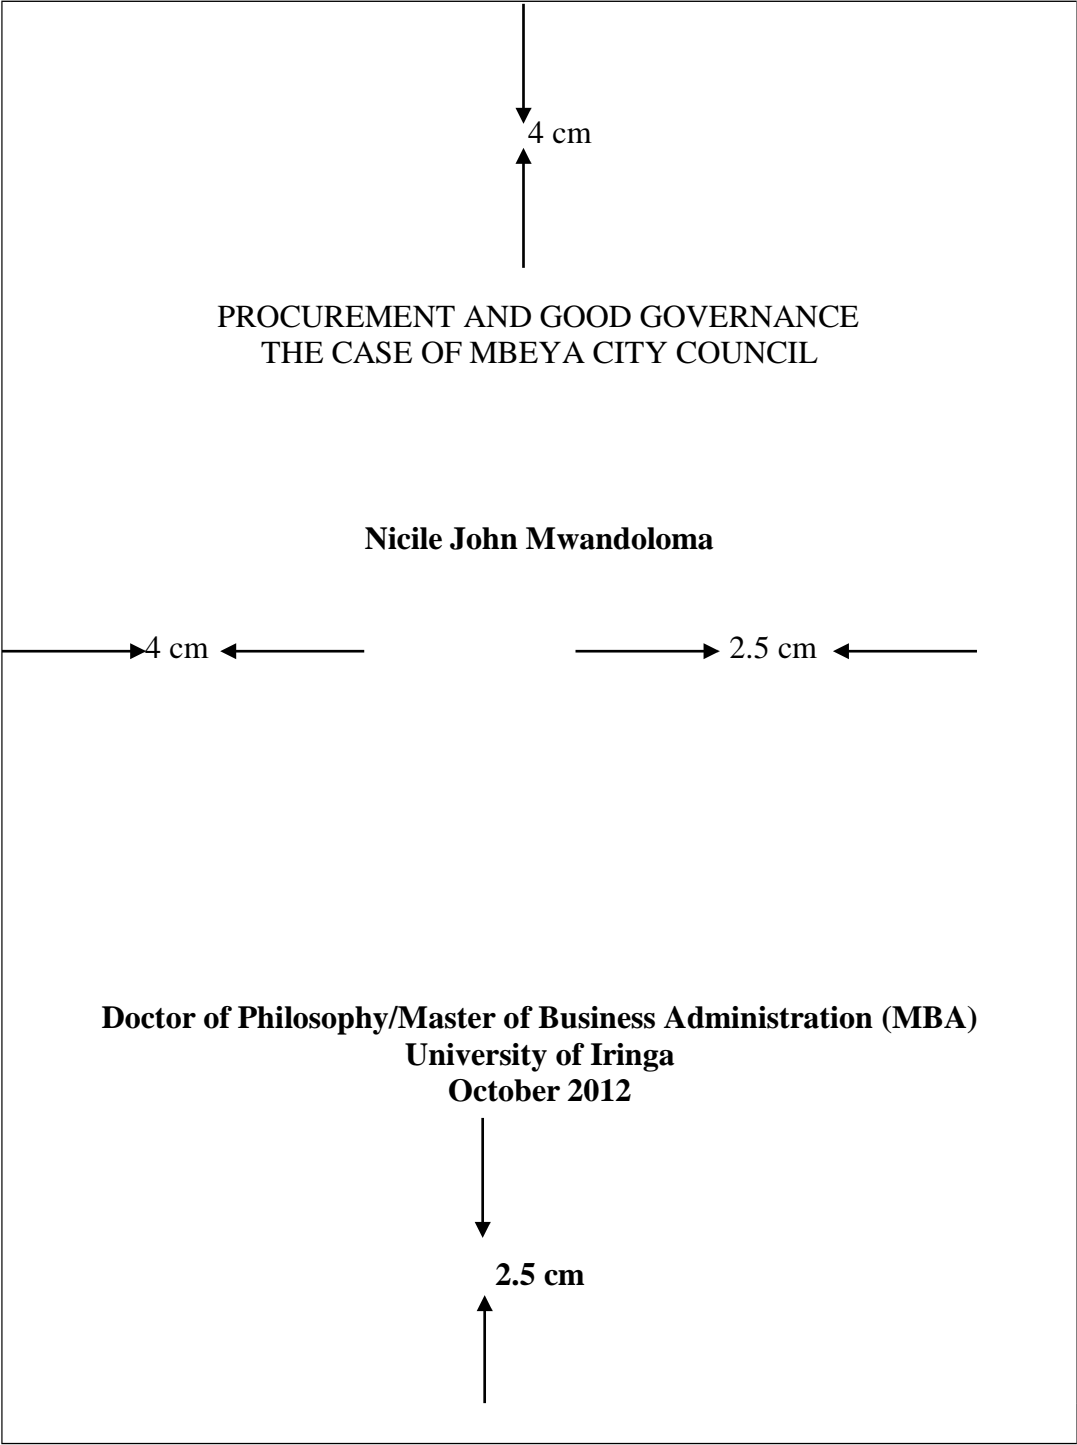 4 cm
PROCUREMENT AND GOOD GOVERNANCE
THE CASE OF MBEYA CITY COUNCIL
Nicile John Mwandoloma
4 cm 2.5 cm
Doctor of Philosophy/Master of Business Administration (MBA)
University of Iringa
October 2012
2.5 cm